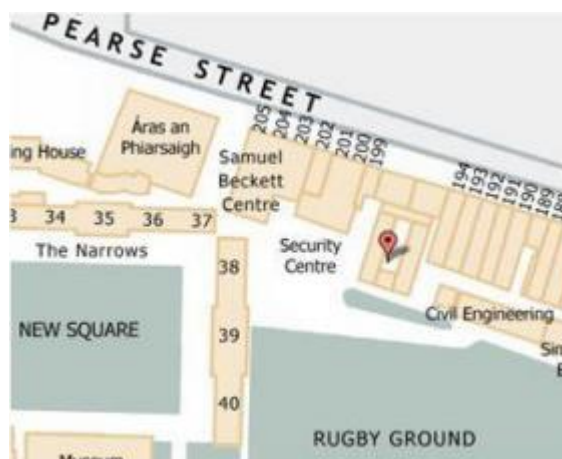 PEARSE STREET
Áras an
Phiarsaigh
ing House
205
204
203
202
201
200
199
194
193
192
191
190
189
Samuel
Beckett
Centre
34
35
36
37
The Narrows
Security
Centre
38
NEW SQUARE
39
Civil Engineering
40
RUGBY GROUND